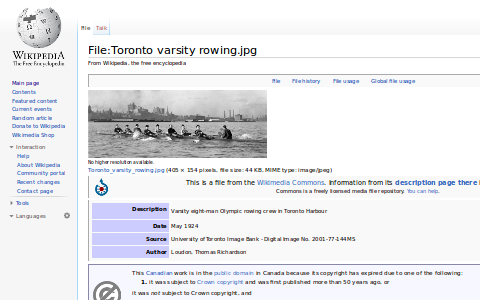 File Talk
WIKIPEDIA
The Free Encyclopedia
Main page
Contents
Featured content
Current events
Random article
Donate to Wikipedia
Wikimedia Shop
Interaction
Help
About Wikipedia
Community portal
Recent changes
Contact page
Tools
Languages
File:Toronto varsity rowing.jpg
From Wikipedia, the free encyclopedia
File File history File usage Global file usage
No higher resolution available.
Toronto_varsity_rowing.jpg (405 × 154 pixels, file size: 44 KB, MIME type: image/jpeg)
This is a file from the Wikimedia Commons. Information from its description page there i
Commons is a freely licensed media file repository. You can help.
Description Varsity eight-man Olympic rowing crew in Toronto Harbour
Date May 1924
Source University of Toronto Image Bank - Digital Image No. 2001-77-144MS
Author Loudon, Thomas Richardson
This Canadian work is in the public domain in Canada because its copyright has expired due to one of the following:
1. it was subject to Crown copyright and was first published more than 50 years ago, or
it was not subject to Crown copyright, and